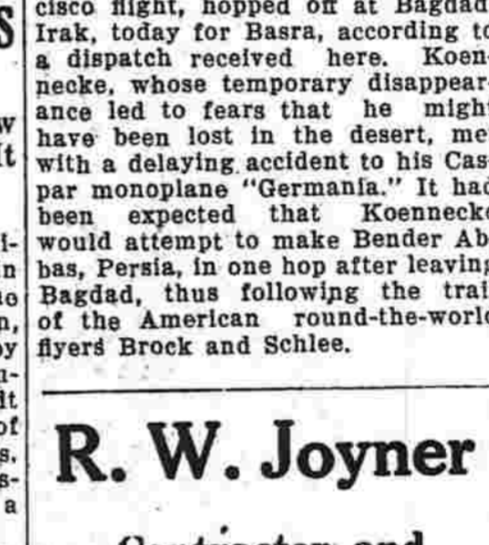 cisco flight, hopped off at Bagdad,
Irak, today for Basra, according to
a dispatch received here. Koen-
necke, whose temporary disappear-
ance led to fears that he might
have been lost in the desert, met
with a delaying accident to his Cas-
par monoplane "Germania." It had
been expected that Koennecke
would attempt to make Bender Ab-
bas, Persia, in one hop after leaving
Bagdad, thus following the trail
of the American round-the-world
flyers Brock and Schlee.
R. W. Joyner
Contractor and